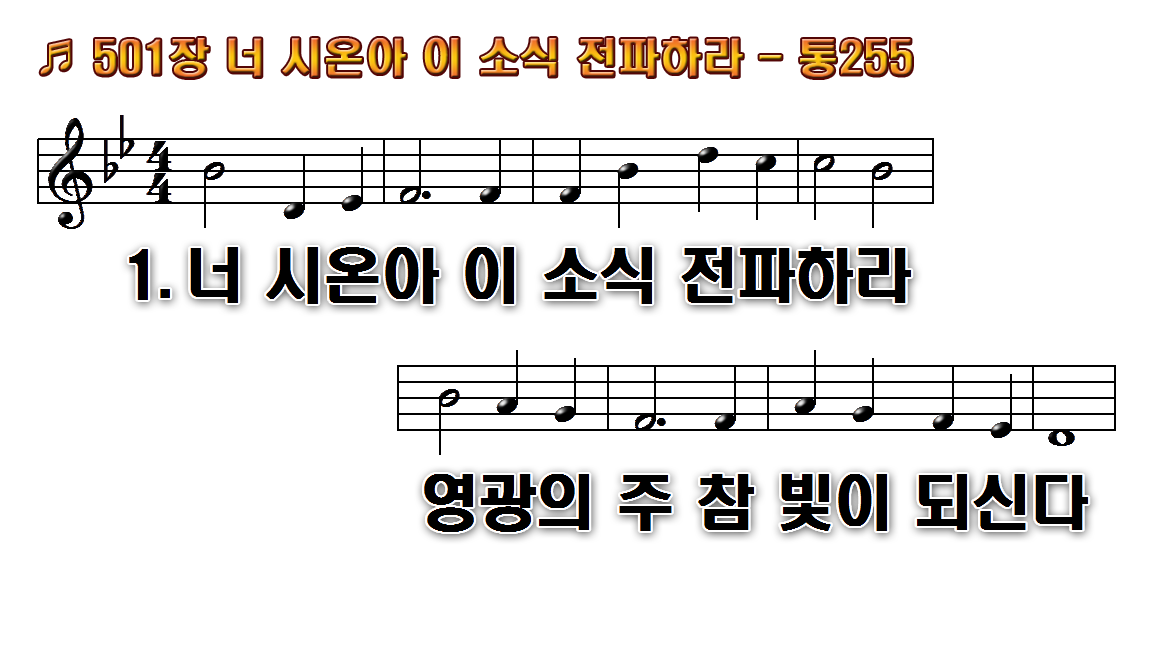 ♬ 501장 너 시온아 이 소식 전파하라 - 통255
1. 너 시온아 이 소식 전파하라
영광의 주 참 빛이 되신다